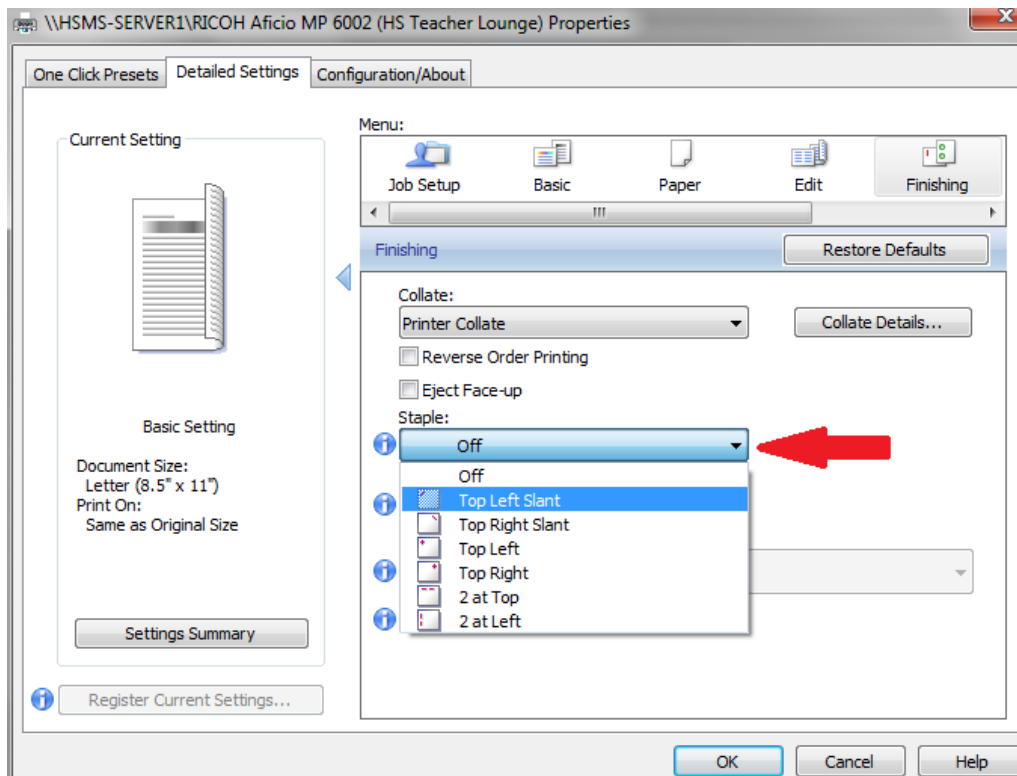 \\HSMS-SERVER1\RICOH Aficio MP 6002 (HS Teacher Lounge) Properties
One Click Presets
Detailed Settings
Configuration/About
Current Setting
Basic Setting
Document Size:
Letter (8.5" x 11")
Print On:
Same as Original Size
Settings Summary
Register Current Settings...
Menu:
Job Setup
Basic
Paper
Edit
Finishing
Finishing
Restore Defaults
Collate:
Printer Collate
Collate Details...
Reverse Order Printing
Eject Face-up
Staple:
Off
Off
Top Left Slant
Top Right Slant
Top Left
Top Right
2 at Top
2 at Left
OK
Cancel
Help